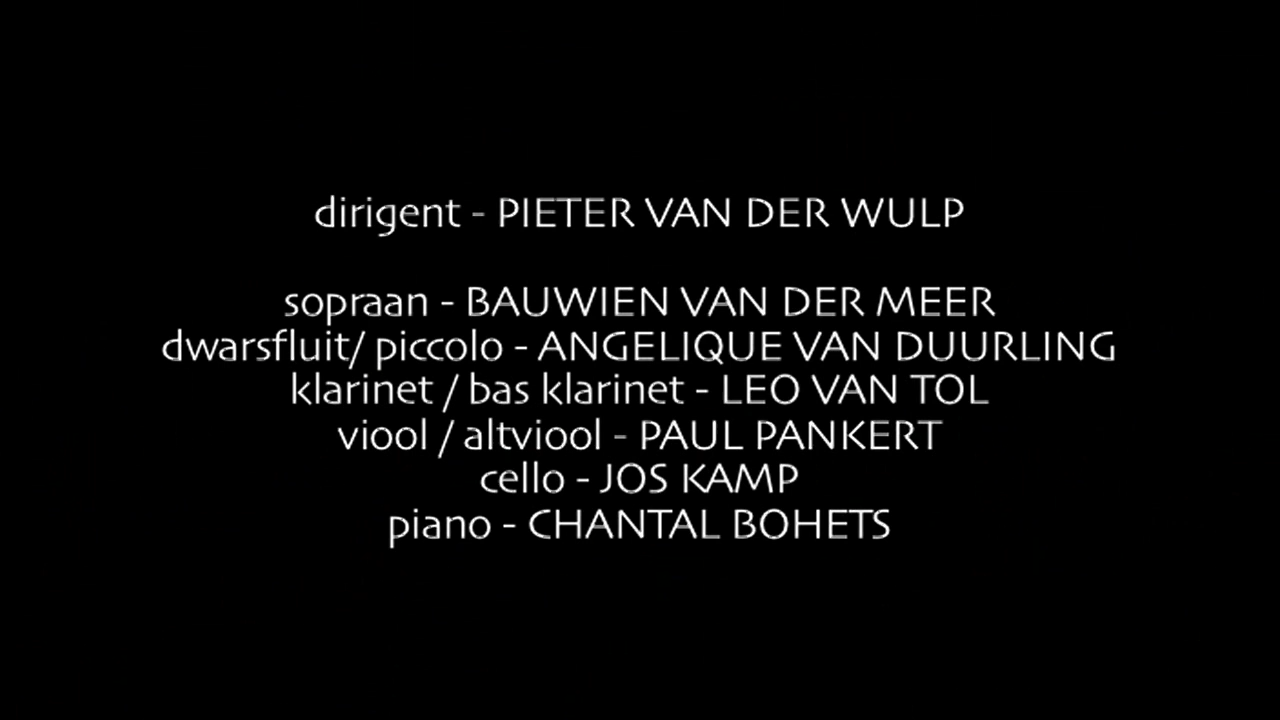 dirigent - PIETER VAN DER WULP
sopraan - BAUWIEN VAN DER MEER
dwarsfluit/ piccolo - ANGELIQUE VAN DUURLING
klarinet / bas klarinet - LEO VAN TOL
viool / altviool - PAUL PANKERT
cello - JOS KAMP
piano - CHANTAL BOHETS